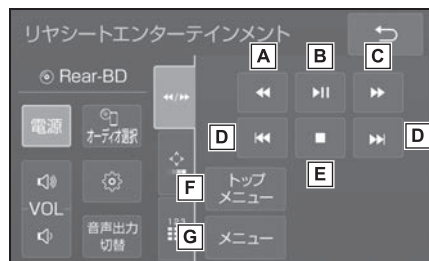 リヤシートエンターテインメント
Rear-BD
A
B
C
D
D
E
電源
オーディオ選択
F
トップ
メニュー
VOL
音声出力
切替
123
G
メニュー